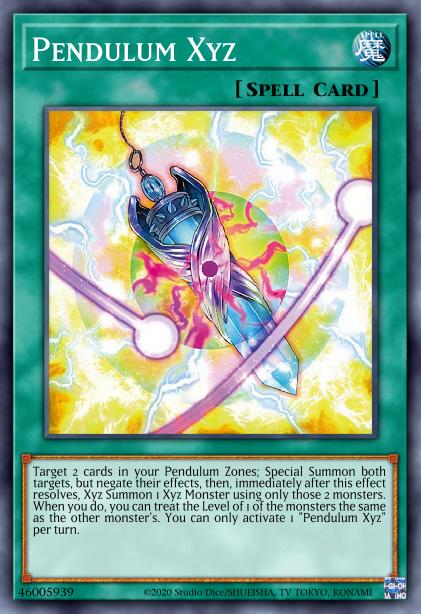 PENDULUM XYZ
SPELL
魔
[SPELL CARD]
Target 2 cards in your Pendulum Zones; Special Summon both
targets, but negate their effects, then, immediately after this effect
resolves, Xyz Summon 1 Xyz Monster using only those 2 monsters.
When you do, you can treat the Level of 1 of the monsters the same
as the other monster's. You can only activate 1 "Pendulum Xyz"
per turn.
46005939
©2020 Studio Dice/SHUEISHA, TV TOKYO, KONAMI